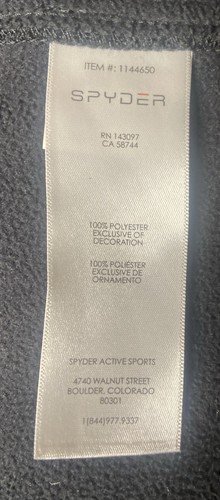 ITEM #: 1144650
SPYDER
RN 143097
CA 58744
100% POLYESTER
EXCLUSIVE OF
DECORATION
100% POLIÉSTER
EXCLUSIVE DE
ORNAMENTO
SPYDER ACTIVE SPORTS
4740 WALNUT STREET
BOULDER, COLORADO
80301
1(844)977.9337